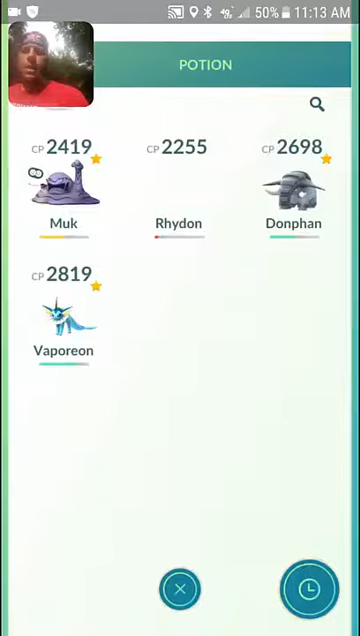 50% 11:13 AM
POTION
CP 2419
CP 2255
CP 2698
Muk
Rhydon
Donphan
CP 2819
Vaporeon